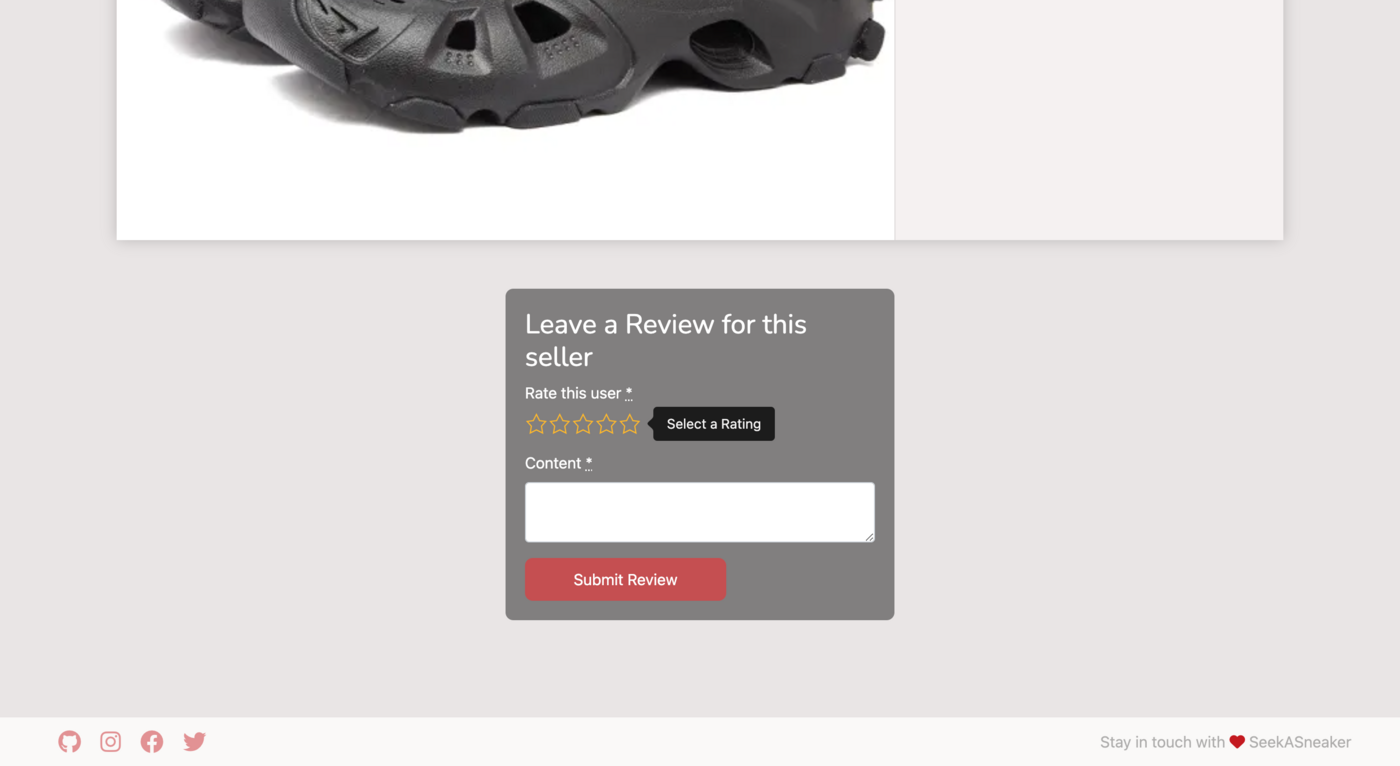 Leave a Review for this
seller
Rate this user *
Select a Rating
Content *
Submit Review
Stay in touch with ❤ SeekASneaker